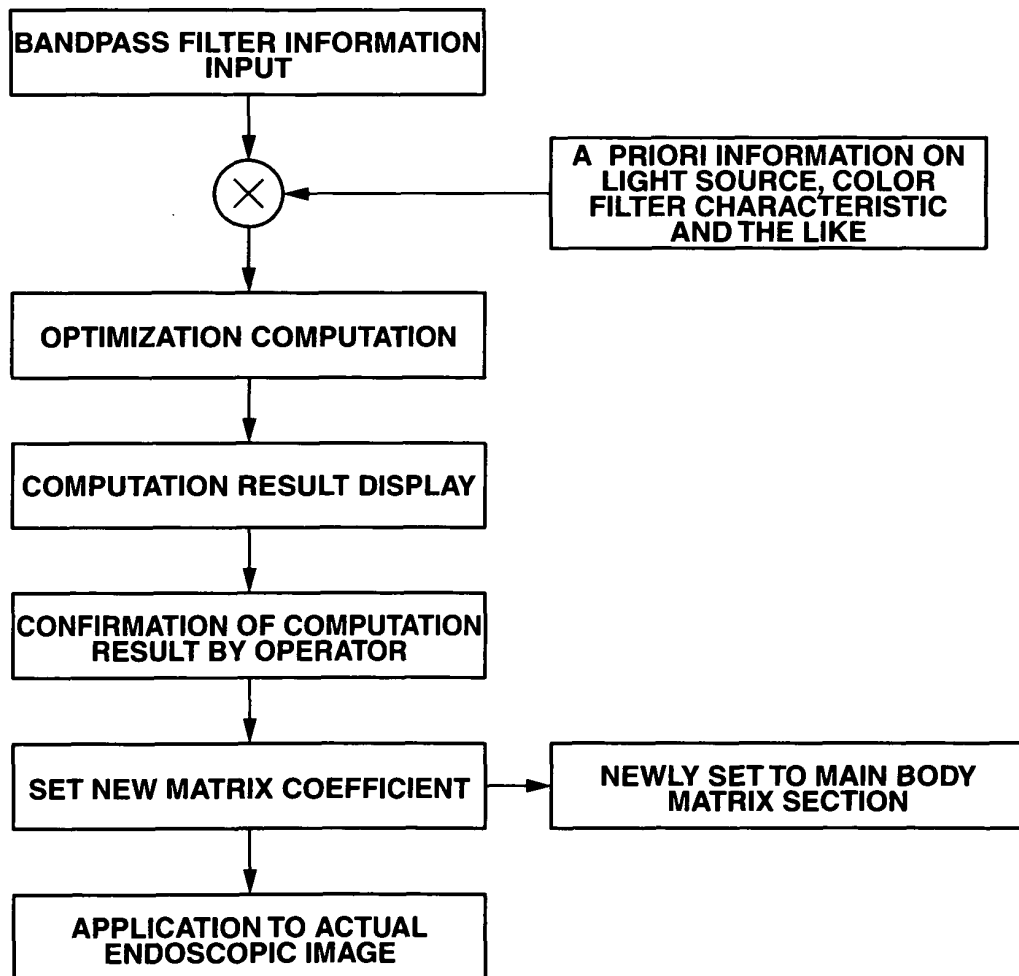 BANDPASS FILTER INFORMATION
INPUT
A PRIORI INFORMATION ON
LIGHT SOURCE, COLOR
FILTER CHARACTERISTIC
AND THE LIKE
OPTIMIZATION COMPUTATION
COMPUTATION RESULT DISPLAY
CONFIRMATION OF COMPUTATION
RESULT BY OPERATOR
SET NEW MATRIX COEFFICIENT
NEWLY SET TO MAIN BODY
MATRIX SECTION
APPLICATION TO ACTUAL
ENDOSCOPIC IMAGE